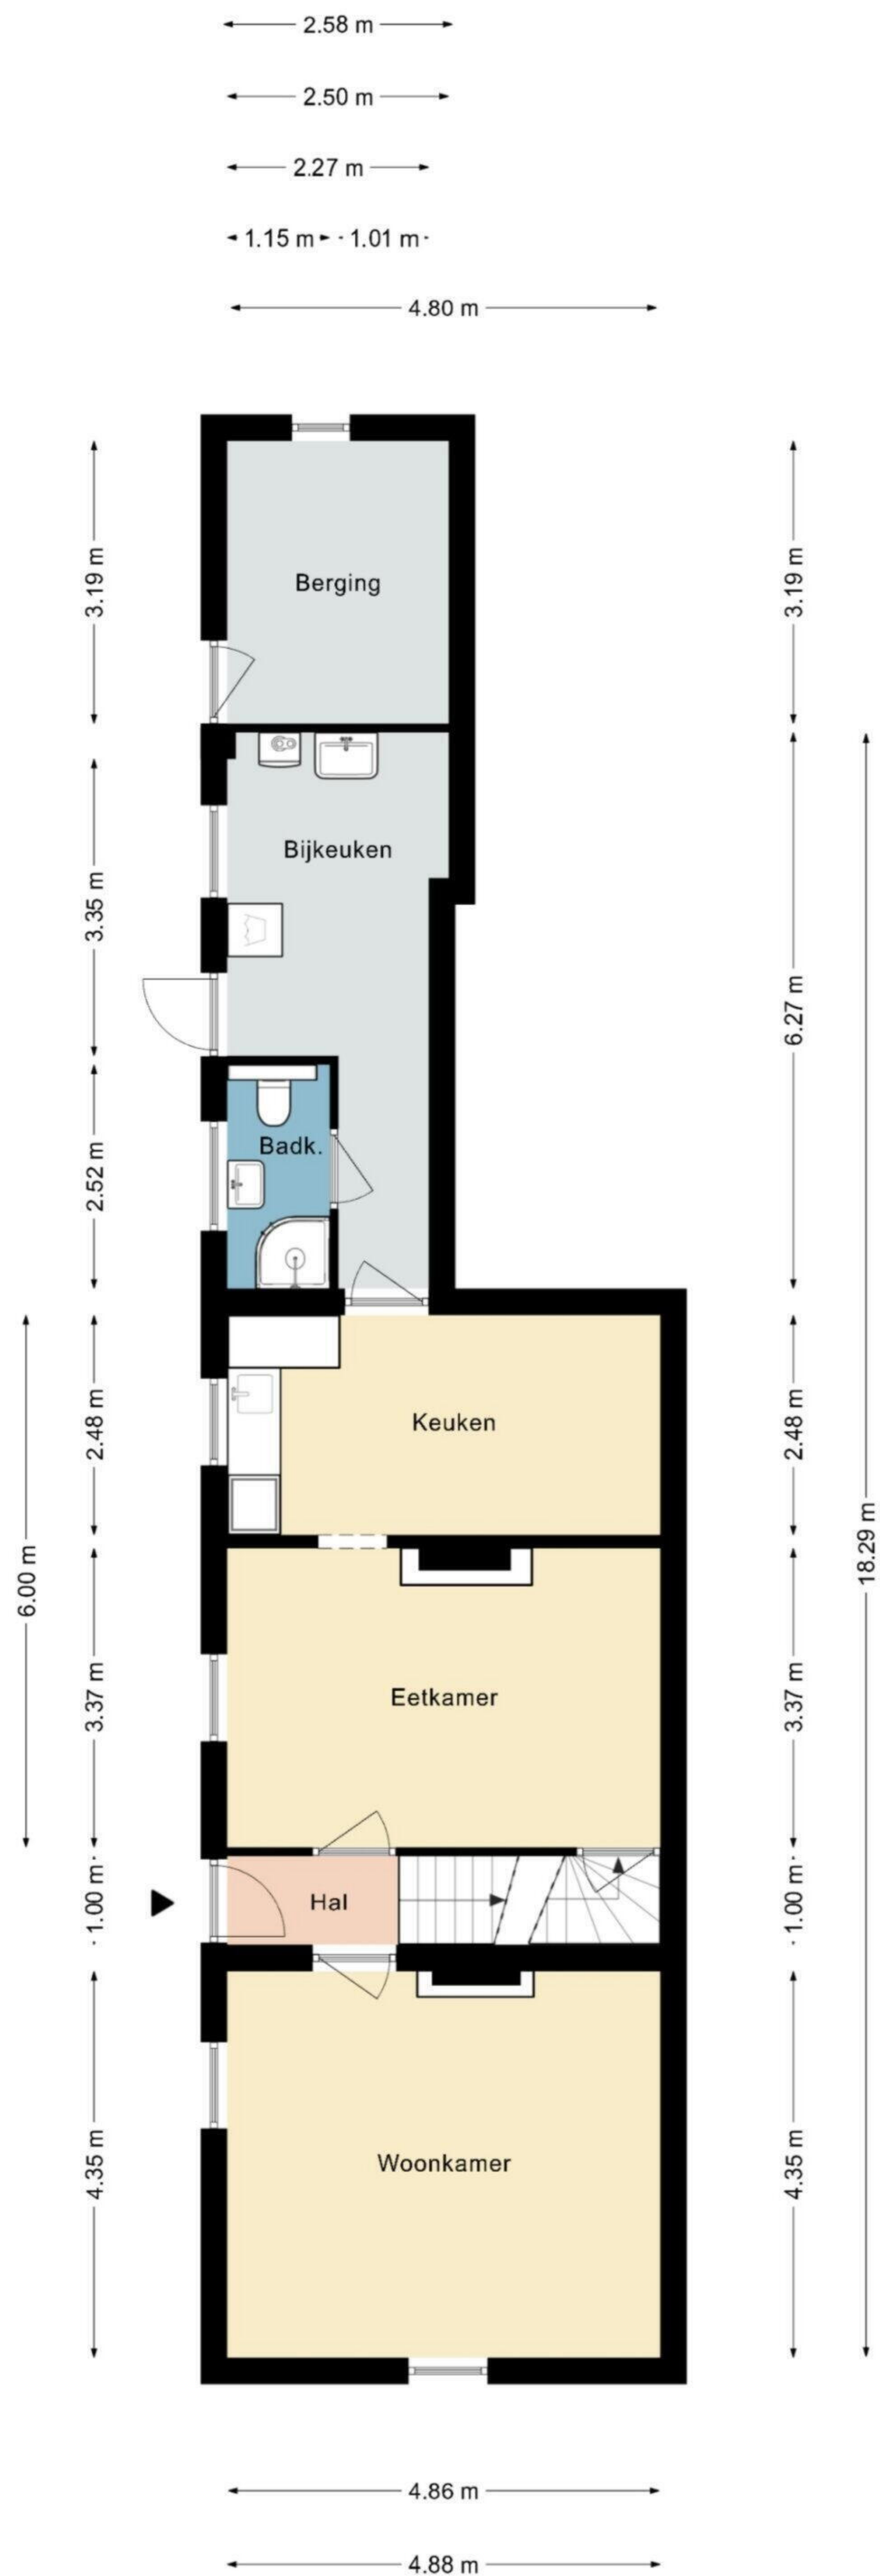 2.58 m
2.50 m
2.27 m
1.15 m
1.01 m
4.80 m
3.19 m
3.19 m
Berging
Bijkeuken
3.35 m
6.27 m
Badk.
2.52 m
Keuken
2.48 m
2.48 m
6.00 m
18.29 m
Eetkamer
3.37 m
3.37 m
Hal
1.00 m
1.00 m
Woonkamer
4.35 m
4.35 m
4.86 m
4.88 m